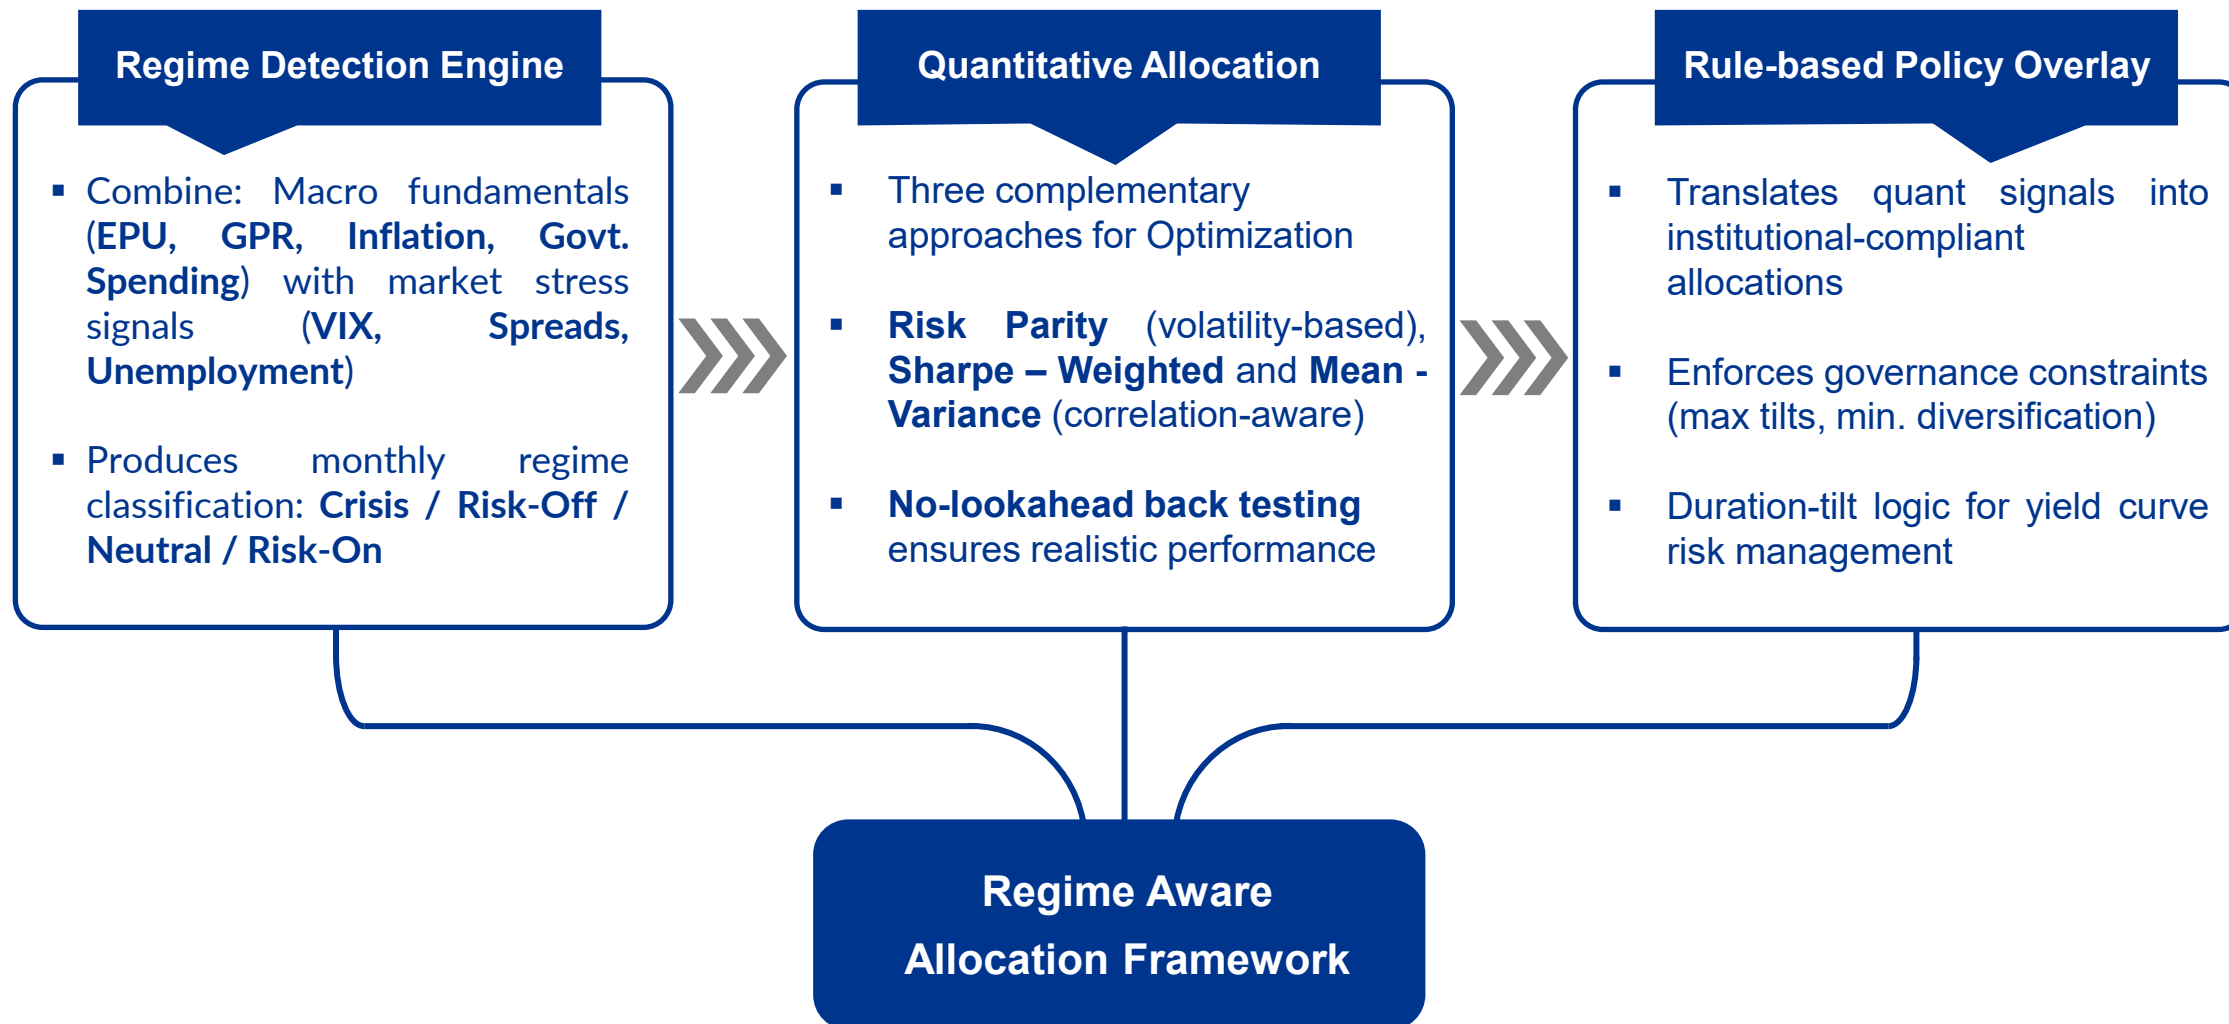 Regime Detection Engine
▪ Combine: Macro fundamentals
(EPU, GPR, Inflation, Govt.
Spending) with market stress
signals (VIX, Spreads,
Unemployment)
▪ Produces monthly regime
classification: Crisis / Risk-Off /
Neutral / Risk-On
Quantitative Allocation
▪ Three complementary
approaches for Optimization
▪ Risk Parity (volatility-based),
Sharpe – Weighted and Mean -
Variance (correlation-aware)
▪ No-lookahead back testing
ensures realistic performance
Rule-based Policy Overlay
▪ Translates quant signals into
institutional-compliant
allocations
▪ Enforces governance constraints
(max tilts, min. diversification)
▪ Duration-tilt logic for yield curve
risk management
Regime Aware
Allocation Framework